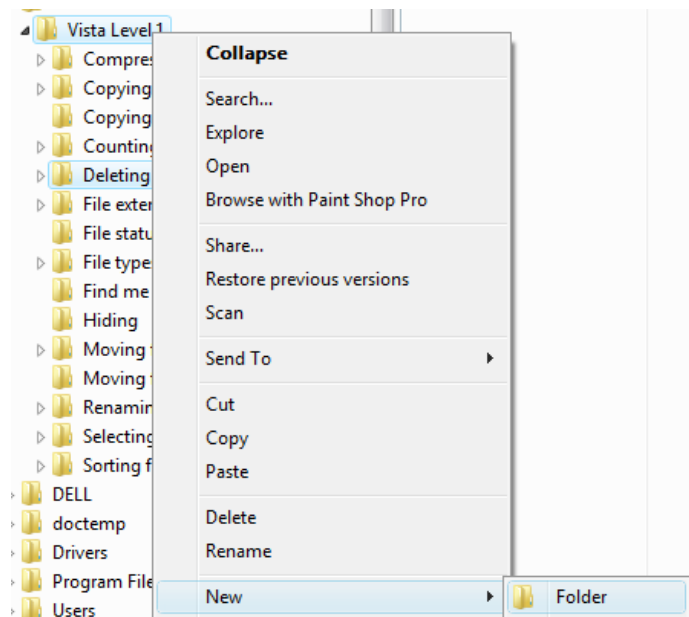 Vista Level 1
Compres
Copying
Copying
Counting
Deleting
File exter
File statu
File type
Find me
Hiding
Moving
Moving
Renamin
Selecting
Sorting f
DELL
doctemp
Drivers
Program File
Users
Collapse
Search...
Explore
Open
Browse with Paint Shop Pro
Share...
Restore previous versions
Scan
Send To
Cut
Copy
Paste
Delete
Rename
New
Folder